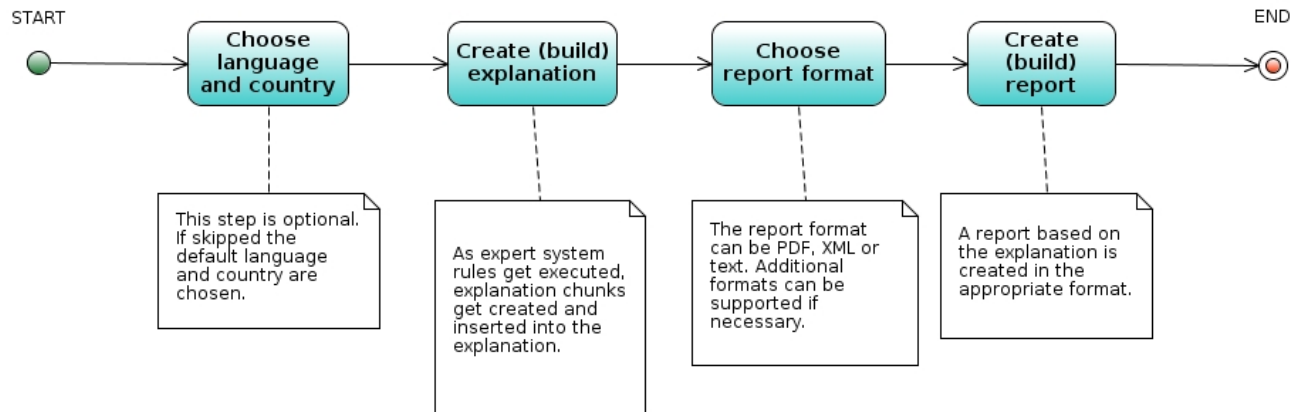 START
END
Choose
language
and country
Create (build)
explanation
Choose
report format
Create
(build)
report
This step is optional.
If skipped the
default language
and country are
chosen.
As expert system
rules get executed,
explanation chunks
get created and
inserted into the
explanation.
The report format
can be PDF, XML or
text. Additional
formats can be
supported if
necessary.
A report based on
the explanation is
created in the
appropriate format.